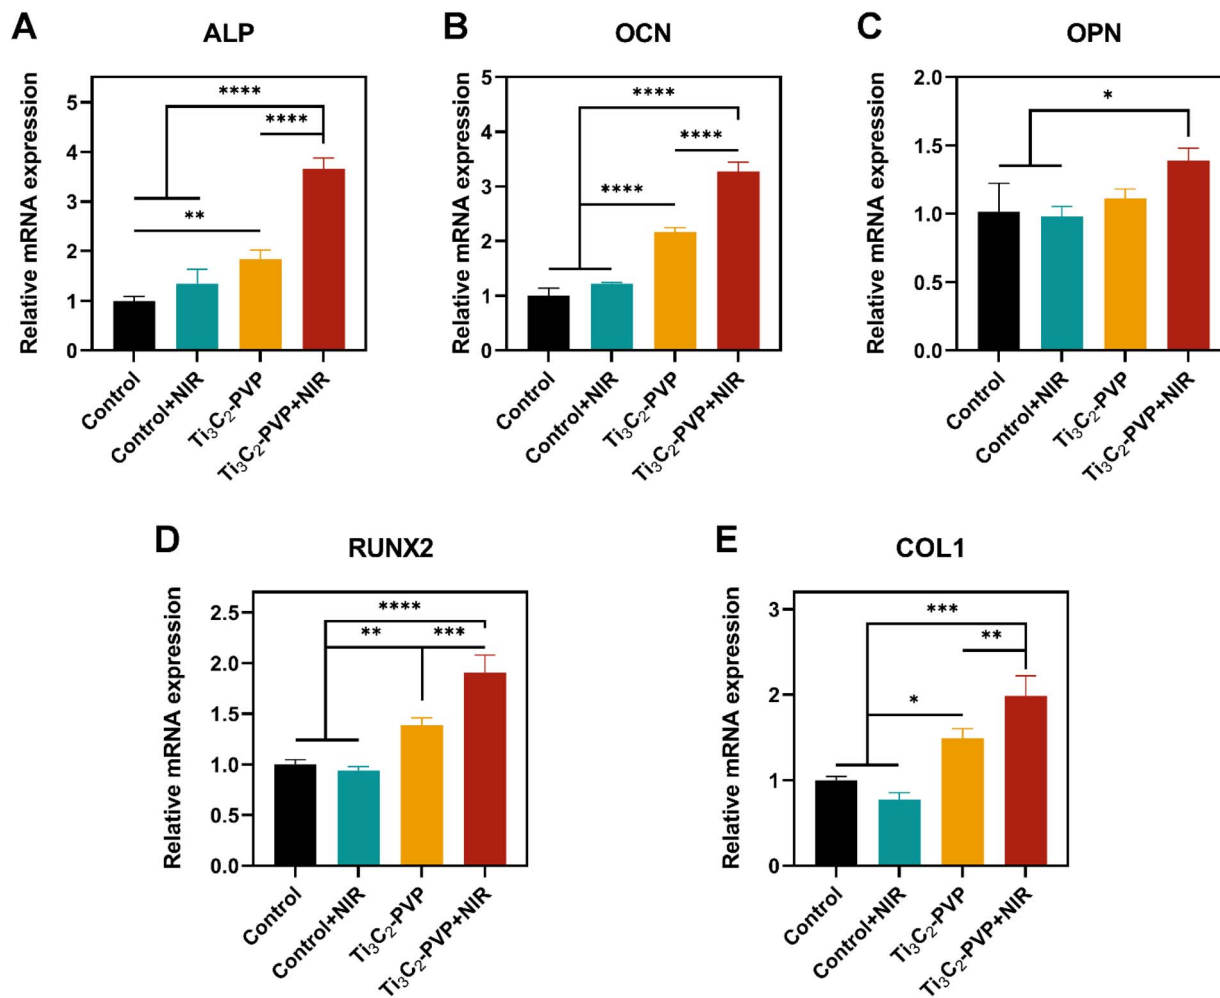 A
ALP
Relative mRNA expression
5
4
3
2
1
0
****
****
**
Control
Control+NIR
Ti₃C₂-PVP
Ti₃C₂-PVP+NIR
B
OCN
Relative mRNA expression
5
4
3
2
1
0
****
****
****
Control
Control+NIR
Ti₃C₂-PVP
Ti₃C₂-PVP+NIR
C
OPN
Relative mRNA expression
2.0
1.5
1.0
0.5
0.0
*
Control
Control+NIR
Ti₃C₂-PVP
Ti₃C₂-PVP+NIR
D
RUNX2
Relative mRNA expression
2.5
2.0
1.5
1.0
0.5
0.0
****
** ***
Control
Control+NIR
Ti₃C₂-PVP
Ti₃C₂-PVP+NIR
E
COL1
Relative mRNA expression
3
2
1
0
***
**
*
Control
Control+NIR
Ti₃C₂-PVP
Ti₃C₂-PVP+NIR